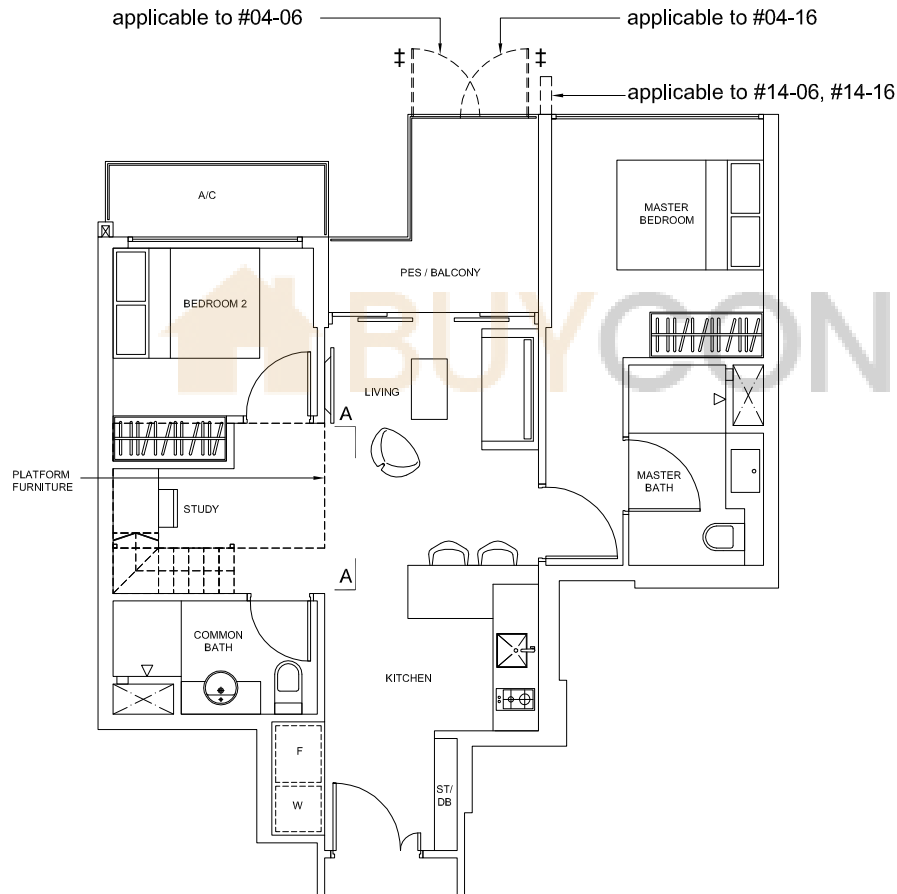 applicable to #04-06
applicable to #04-16
‡
‡
applicable to #14-06, #14-16
A/C
MASTER
BEDROOM
PES / BALCONY
BEDROOM 2
BUYCON
LIVING
A
PLATFORM
FURNITURE
STUDY
MASTER
BATH
A
COMMON
BATH
KITCHEN
F
W
ST/
DB